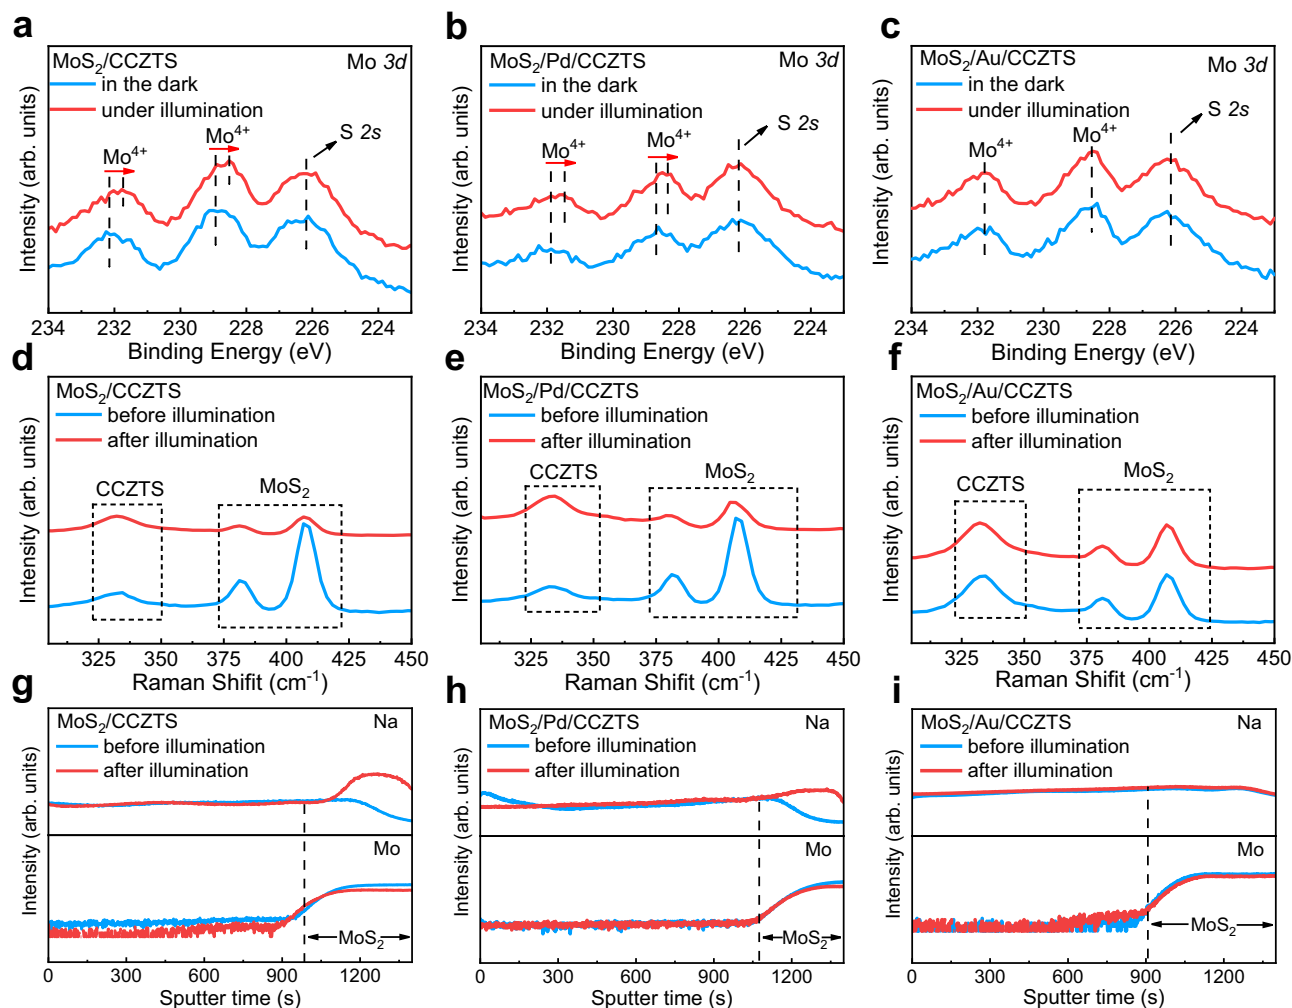 a
MoS2/CCZTS
Mo 3d
in the dark
under illumination
Mo4+
Mo4+
S 2s
Intensity (arb. units)
234 232 230 228 226 224
Binding Energy (eV)
b
MoS2/Pd/CCZTS
Mo 3d
in the dark
under illumination
Mo4+
Mo4+
S 2s
Intensity (arb. units)
234 232 230 228 226 224
Binding Energy (eV)
c
MoS2/Au/CCZTS
Mo 3d
in the dark
under illumination
Mo4+
Mo4+
S 2s
Intensity (arb. units)
234 232 230 228 226 224
Binding Energy (eV)
d
MoS2/CCZTS
before illumination
after illumination
CCZTS
MoS2
Intensity (arb. units)
325 350 375 400 425 450
Raman Shifit (cm-1)
e
MoS2/Pd/CCZTS
before illumination
after illumination
CCZTS
MoS2
Intensity (arb. units)
325 350 375 400 425 450
Raman Shifit (cm-1)
f
MoS2/Au/CCZTS
before illumination
after illumination
CCZTS
MoS2
Intensity (arb. units)
325 350 375 400 425 450
Raman Shifit (cm-1)
g
MoS2/CCZTS
Na
before illumination
after illumination
Mo
MoS2
Intensity (arb. units)
0 300 600 900 1200
Sputter time (s)
h
MoS2/Pd/CCZTS
Na
before illumination
after illumination
Mo
MoS2
Intensity (arb. units)
0 300 600 900 1200
Sputter time (s)
i
MoS2/Au/CCZTS
Na
before illumination
after illumination
Mo
MoS2
Intensity (arb. units)
0 300 600 900 1200
Sputter time (s)